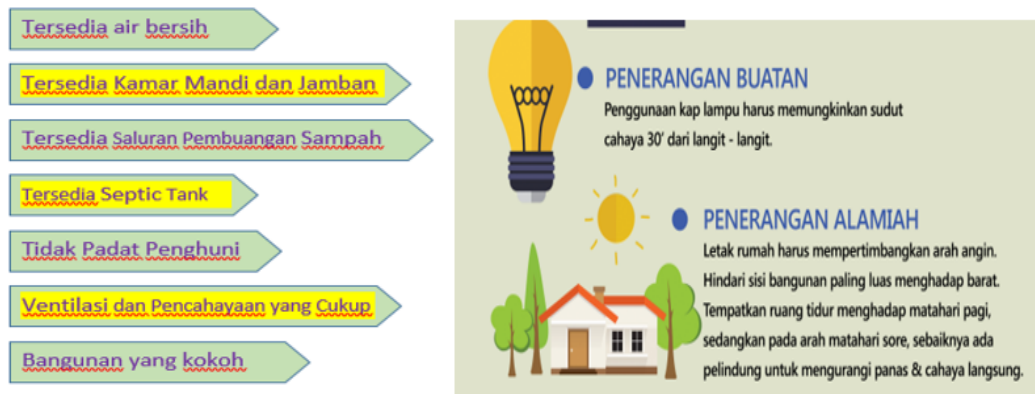 Tersedia air bersih
Tersedia Kamar Mandi dan Jamban
Tersedia Saluran Pembuangan Sampah
Tersedia Septic Tank
Tidak Padat Penghuni
Ventilasi dan Pencahayaan yang Cukup
Bangunan yang kokoh
PENERANGAN BUATAN
Penggunaan kap lampu harus memungkinkan sudut
cahaya 30' dari langit - langit.
PENERANGAN ALAMIAH
Letak rumah harus mempertimbangkan arah angin.
Hindari sisi bangunan paling luas menghadap barat.
Tempatkan ruang tidur menghadap matahari pagi,
sedangkan pada arah matahari sore, sebaiknya ada
pelindung untuk mengurangi panas & cahaya langsung.